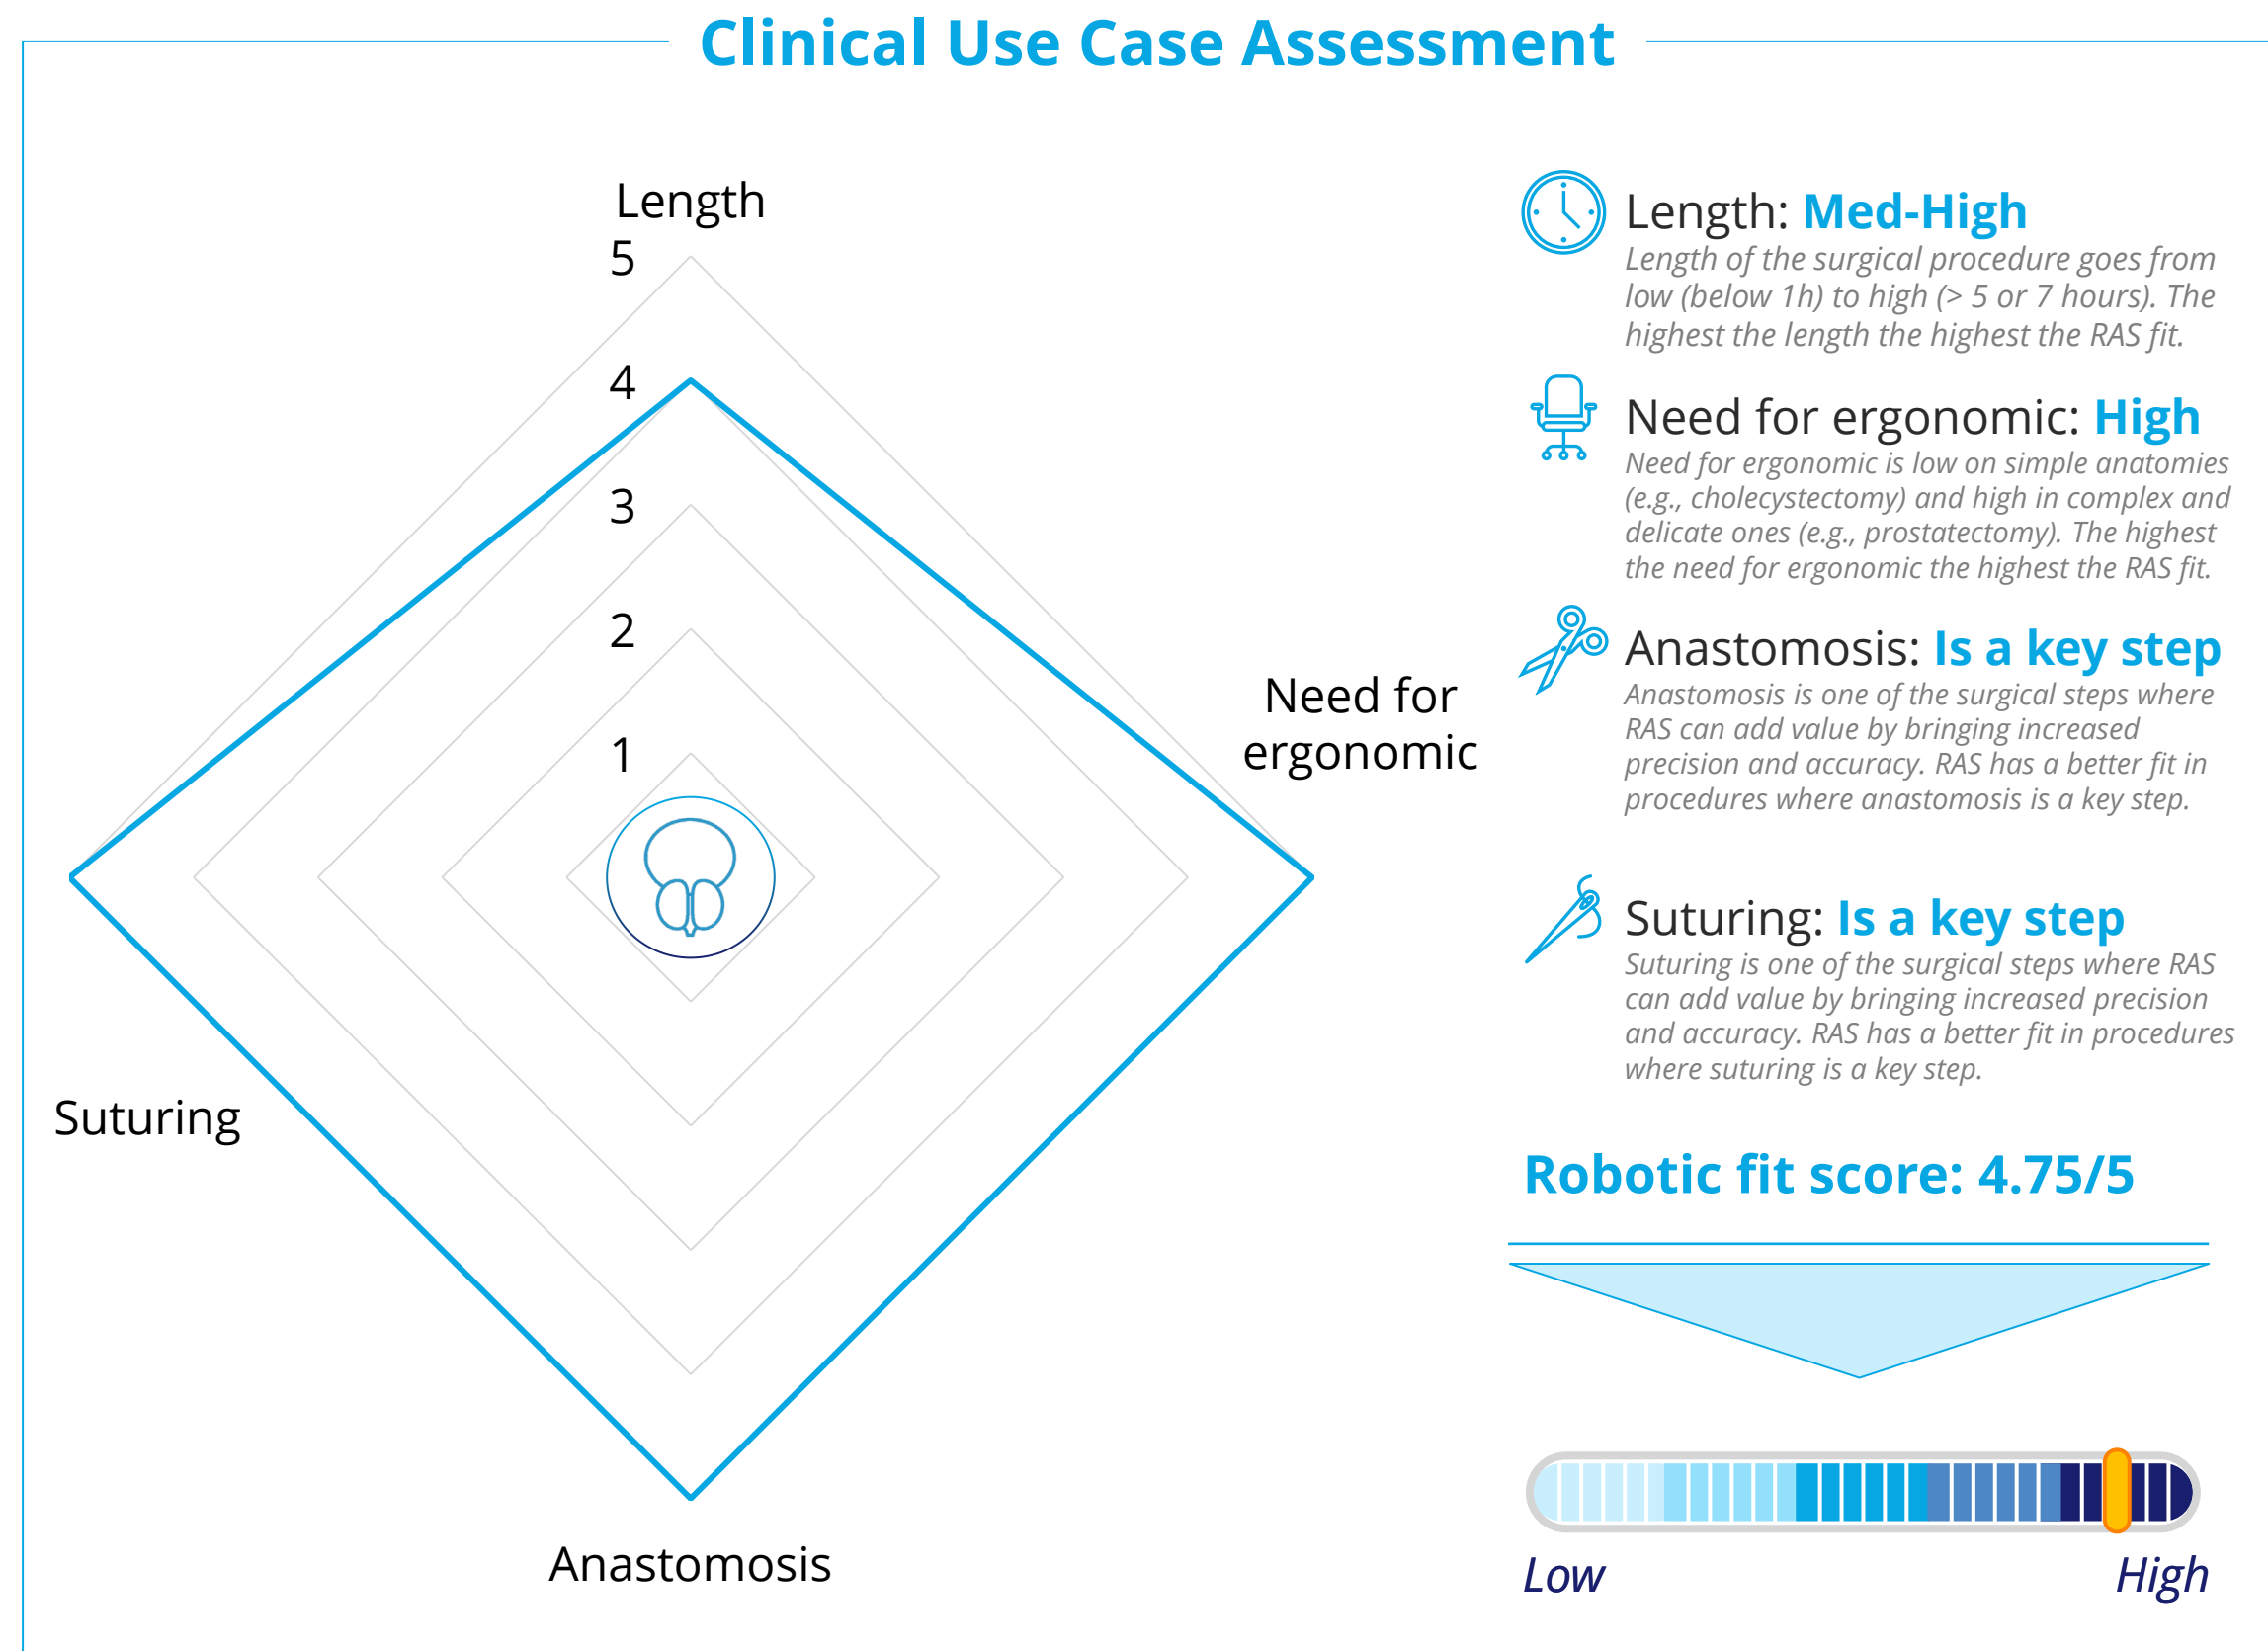 Clinical Use Case Assessment
Length
5
4
3
2
1
Need for
ergonomic
Suturing
Anastomosis
Length: Med-High
Length of the surgical procedure goes from
low (below 1h) to high (> 5 or 7 hours). The
highest the length the highest the RAS fit.
Need for ergonomic: High
Need for ergonomic is low on simple anatomies
(e.g., cholecystectomy) and high in complex and
delicate ones (e.g., prostatectomy). The highest
the need for ergonomic the highest the RAS fit.
Anastomosis: Is a key step
Anastomosis is one of the surgical steps where
RAS can add value by bringing increased
precision and accuracy. RAS has a better fit in
procedures where anastomosis is a key step.
Suturing: Is a key step
Suturing is one of the surgical steps where RAS
can add value by bringing increased precision
and accuracy. RAS has a better fit in procedures
where suturing is a key step.
Robotic fit score: 4.75/5
Low
High